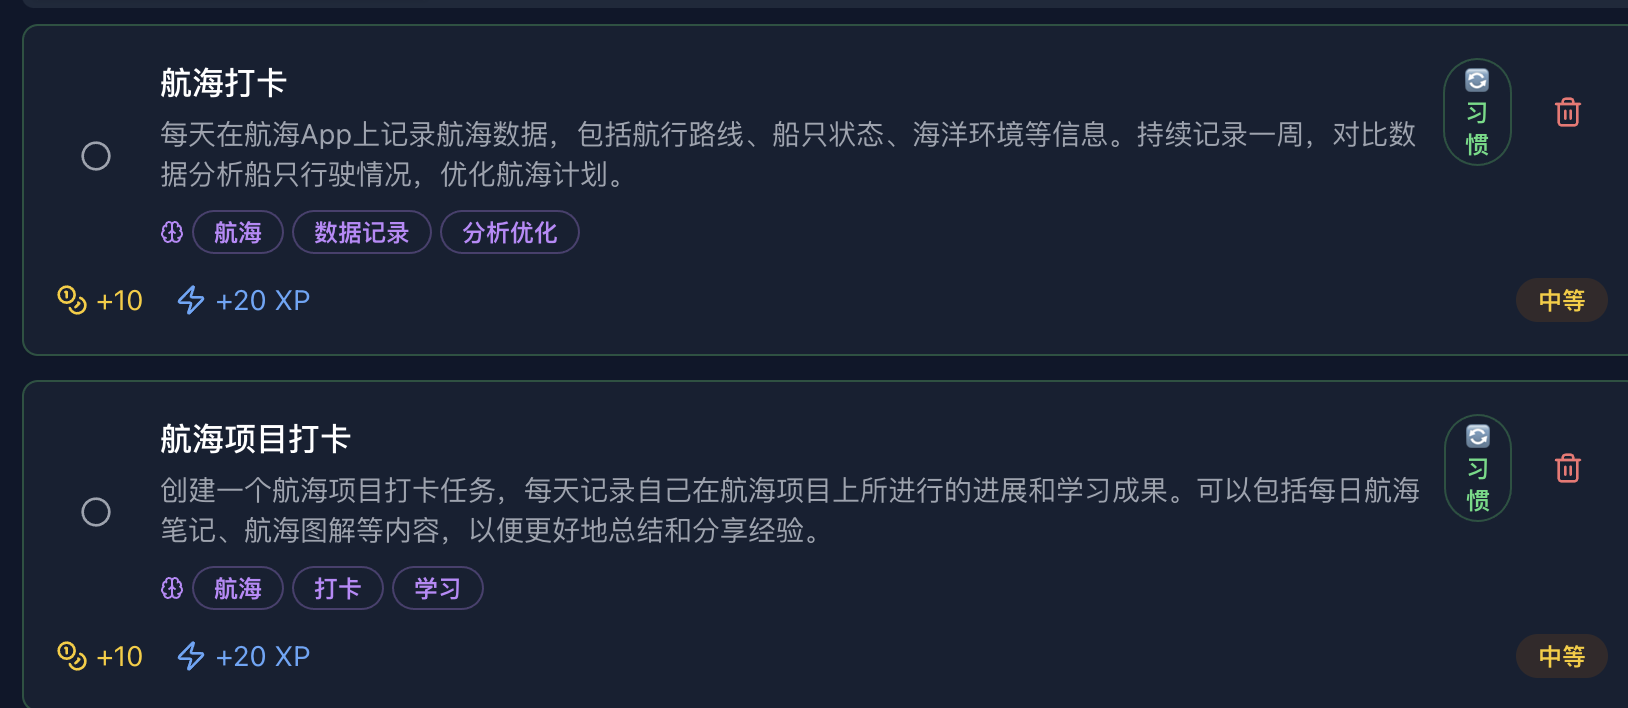 航海打卡
每天在航海App上记录航海数据，包括航行路线、船只状态、海洋环境等信息。持续记录一周，对比数
据分析船只行驶情况，优化航海计划。
习
惯
航海 数据记录 分析优化
+10 +20 XP 中等
航海项目打卡
创建一个航海项目打卡任务，每天记录自己在航海项目上所进行的进展和学习成果。可以包括每日航海
笔记、航海图解等内容，以便更好地总结和分享经验。
习
惯
航海 打卡 学习
+10 +20 XP 中等